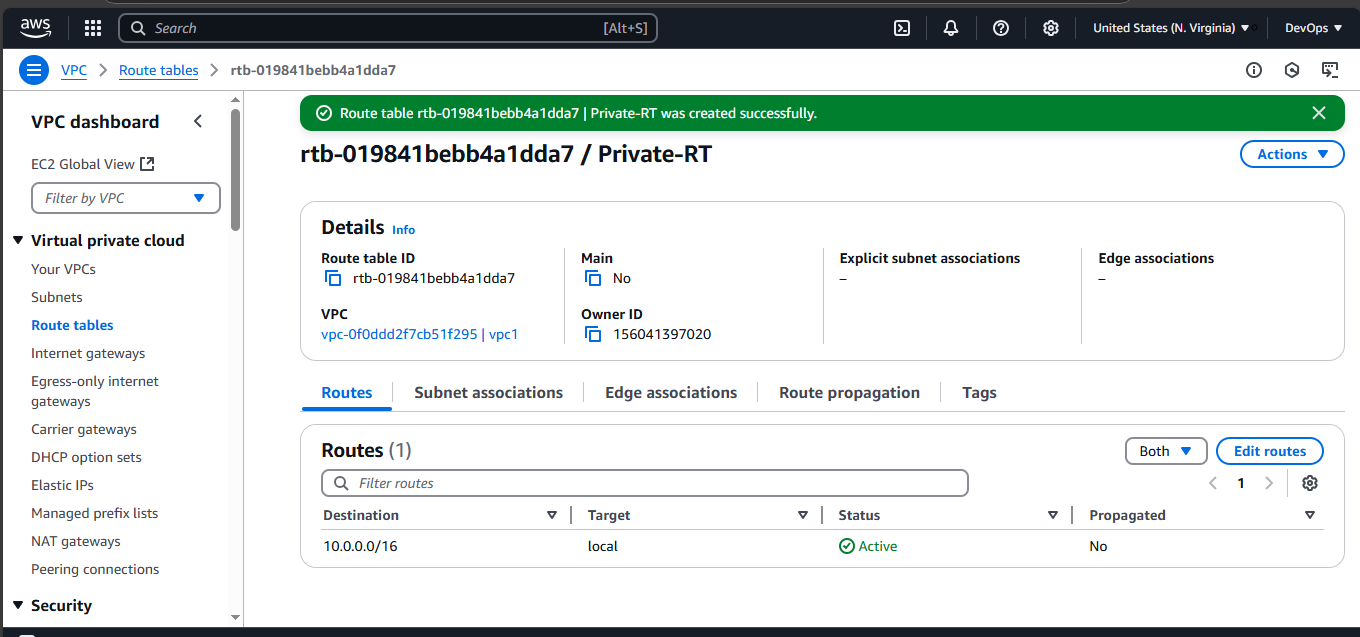 aws
Search [Alt+S]
United States (N. Virginia)
DevOps
VPC
Route tables
rtb-019841bebb4a1dda7
VPC dashboard
EC2 Global View
Filter by VPC
Virtual private cloud
Your VPCs
Subnets
Route tables
Internet gateways
Egress-only internet
gateways
Carrier gateways
DHCP option sets
Elastic IPs
Managed prefix lists
NAT gateways
Peering connections
Security
Route table rtb-019841bebb4a1dda7 | Private-RT was created successfully.
rtb-019841bebb4a1dda7 / Private-RT
Actions
Details Info
Route table ID
rtb-019841bebb4a1dda7
Main
No
Explicit subnet associations
–
Edge associations
–
VPC
vpc-0f0ddd2f7cb51f295 | vpc1
Owner ID
156041397020
Routes
Subnet associations
Edge associations
Route propagation
Tags
Routes (1)
Both
Edit routes
Filter routes
1
Destination Target Status Propagated
10.0.0.0/16 local Active No